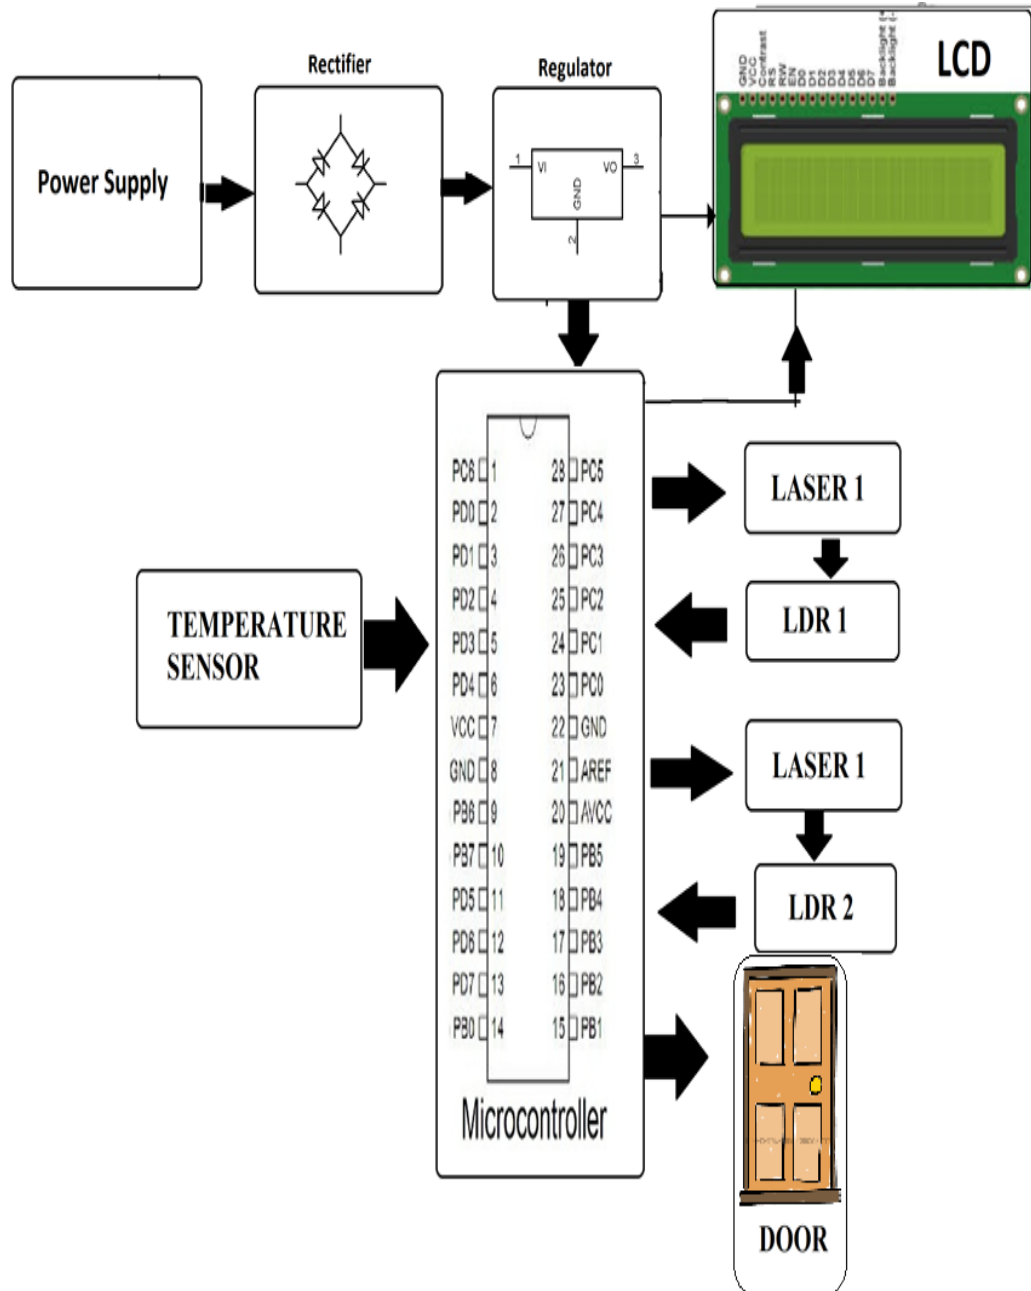 Rectifier
Regulator
LCD
GND
VCC
Contrast
RS
RW
EN
D0
D1
D2
D3
D4
D5
D6
D7
Backlight (+
Backlight (-
Power Supply
1 VI VO 3
GND
2
PC6 1 28 PC5
PD0 2 27 PC4
PD1 3 26 PC3
PD2 4 25 PC2
PD3 5 24 PC1
PD4 6 23 PC0
VCC 7 22 GND
GND 8 21 AREF
PB6 9 20 AVCC
PB7 10 19 PB5
PD5 11 18 PB4
PD6 12 17 PB3
PD7 13 16 PB2
PB0 14 15 PB1
Microcontroller
TEMPERATURE
SENSOR
LASER 1
LDR 1
LASER 1
LDR 2
DOOR